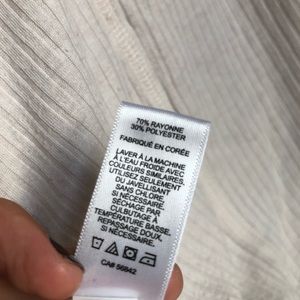 70% RAYONNE
30% POLYESTER
FABRIQUÉ EN CORÉE
LAVER À LA MACHINE
À L'EAU FROIDE AVEC
COULEURS SIMILAIRES.
UTILISEZ SEULEMENT
DU JAVELLISANT
SANS CHLORE,
SI NÉCESSAIRE.
SÉCHAGE PAR
CULBUTAGE À
TEMPÉRATURE BASSE.
REPASSAGE DOUX,
SI NÉCESSAIRE.
CA# 56842